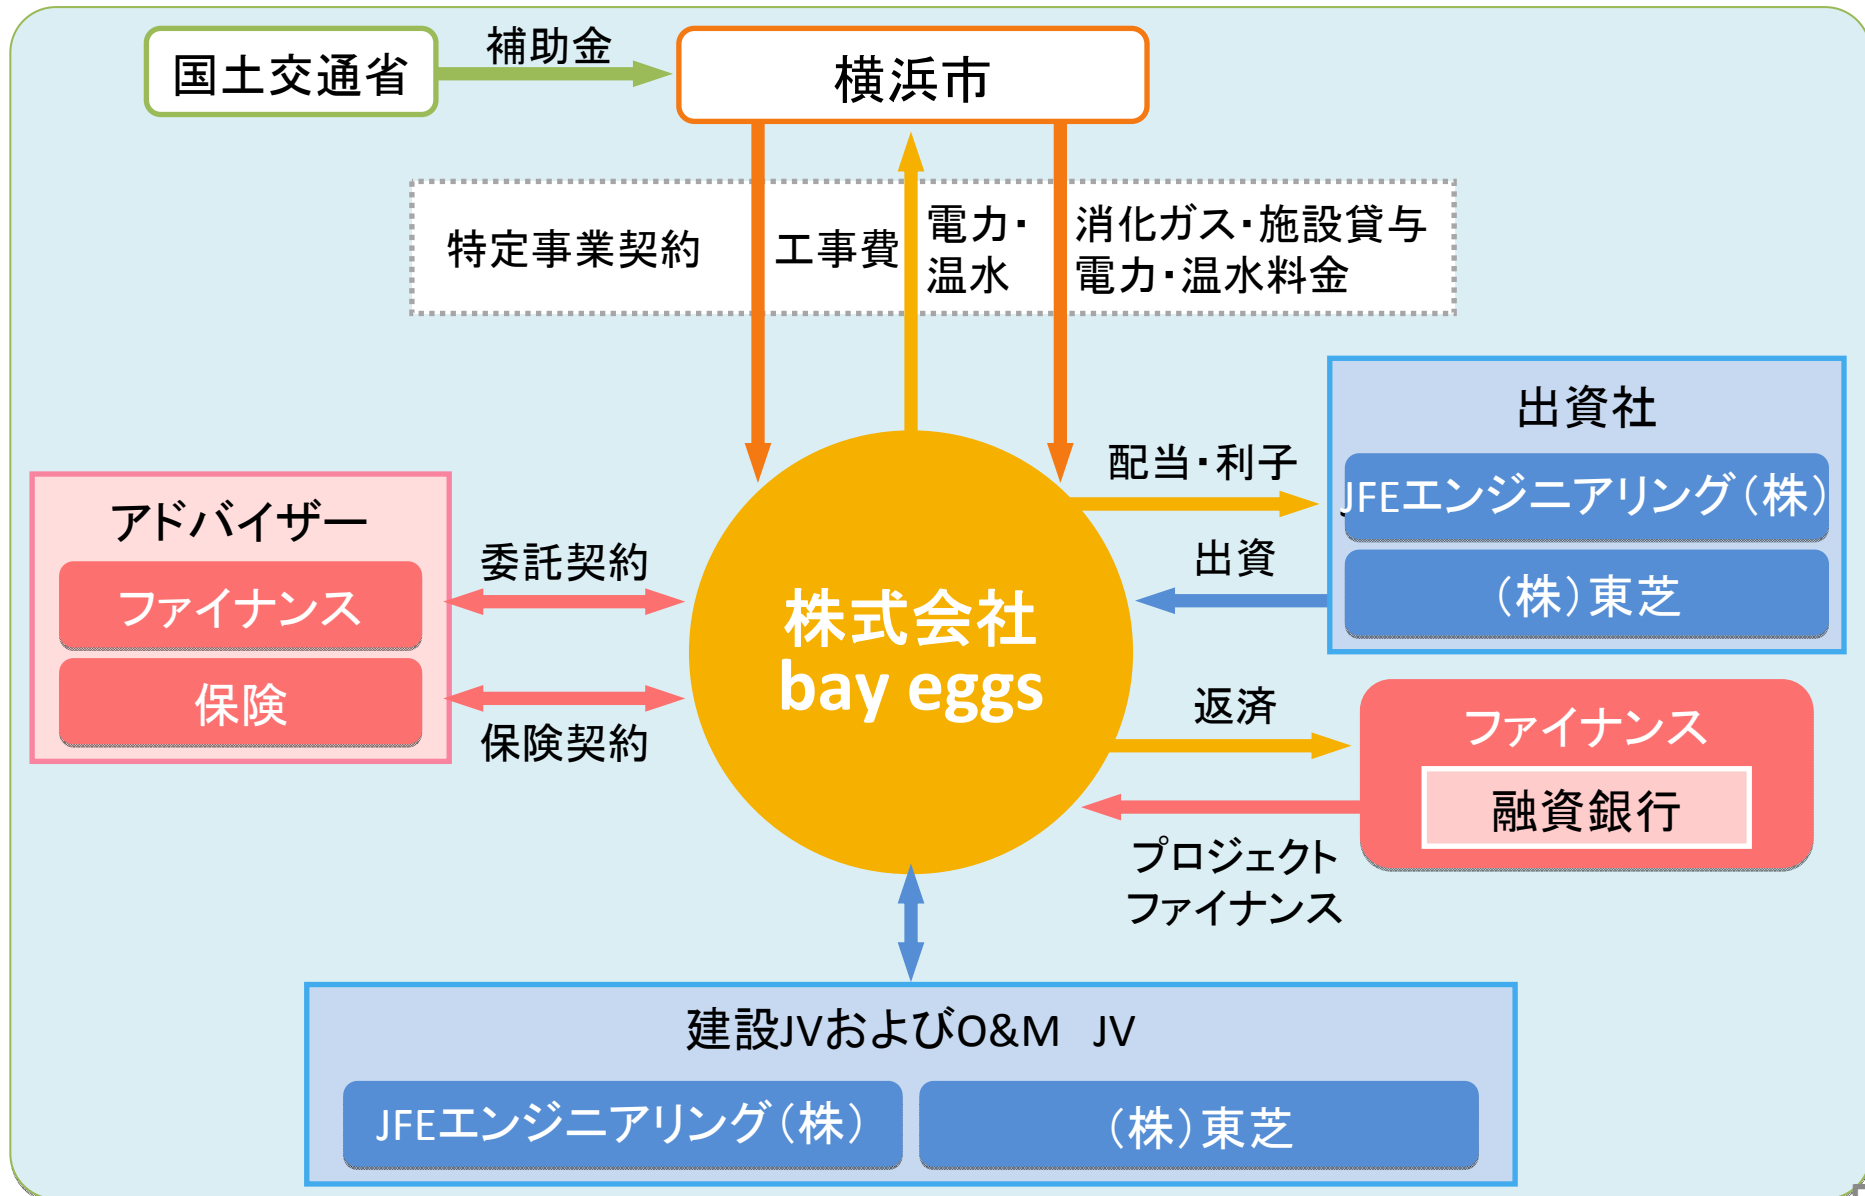 国土交通省
補助金
横浜市
特定事業契約
工事費
電力・
温水
消化ガス・施設貸与
電力・温水料金
出資社
JFEエンジニアリング（株）
（株）東芝
配当・利子
出資
アドバイザー
ファイナンス
保険
委託契約
保険契約
株式会社
bay eggs
返済
プロジェクト
ファイナンス
ファイナンス
融資銀行
建設JVおよびO&M　JV
JFEエンジニアリング（株）
（株）東芝